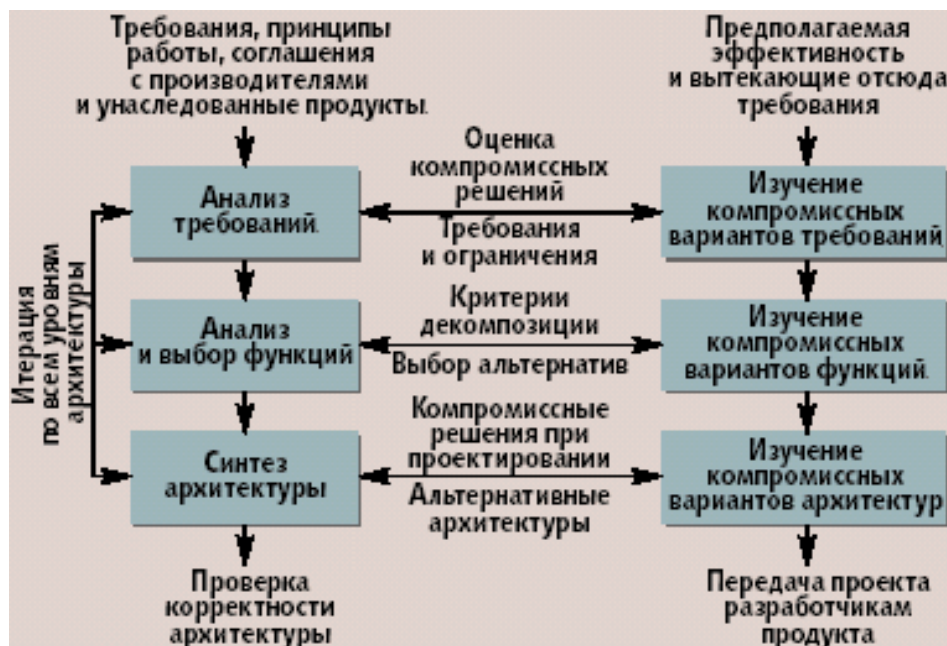 Требования, принципы
работы, соглашения
с производителями
и унаследованные продукты.
Предполагаемая
эффективность
и вытекающие отсюда
требования
Оценка
компромиссных
решений
Анализ
требований.
Изучение
компромиссных
вариантов требований
Требования
и ограничения
Итерация
по всем уровням
архитектуры
Критерии
декомпозиции
Анализ
и выбор функций
Изучение
компромиссных
вариантов функций.
Выбор альтернатив
Компромиссные
решения при
проектировании
Синтез
архитектуры
Изучение
компромиссных
вариантов архитектур
Альтернативные
архитектуры
Проверка
корректности
архитектуры
Передача проекта
разработчикам
продукта